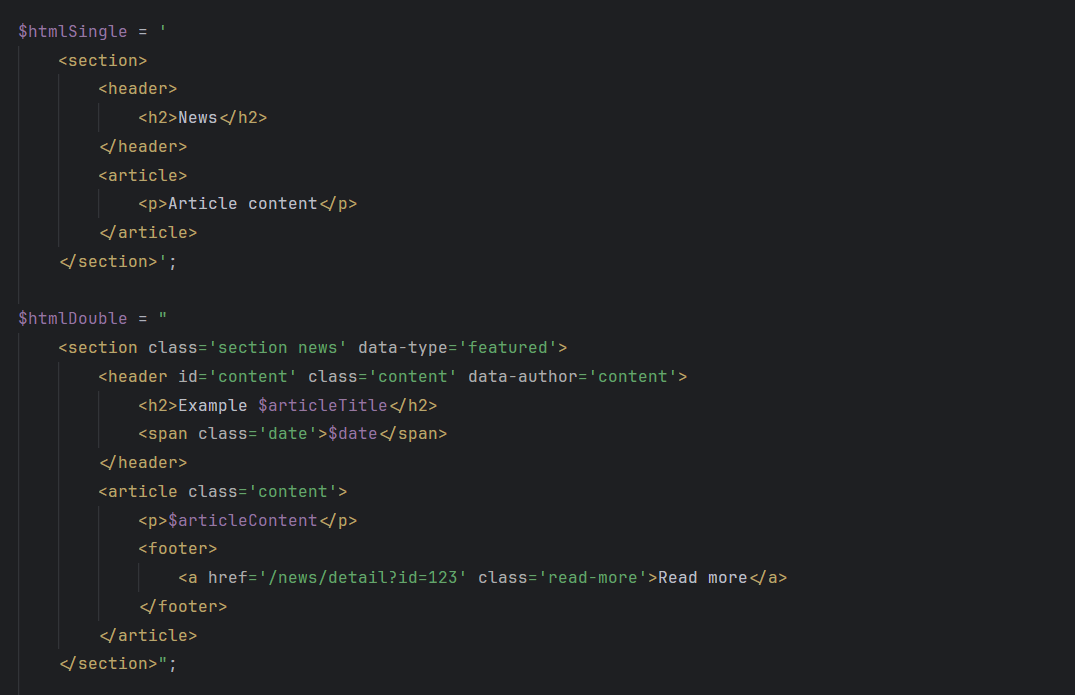 $htmlSingle = '
    <section>
        <header>
            <h2>News</h2>
        </header>
        <article>
            <p>Article content</p>
        </article>
    </section>';

$htmlDouble = "
    <section class='section news' data-type='featured'>
        <header id='content' class='content' data-author='content'>
            <h2>Example $articleTitle</h2>
            <span class='date'>$date</span>
        </header>
        <article class='content'>
            <p>$articleContent</p>
            <footer>
                <a href='/news/detail?id=123' class='read-more'>Read more</a>
            </footer>
        </article>
    </section>";